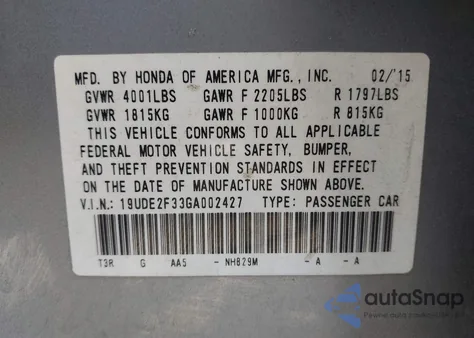 MFD. BY HONDA OF AMERICA MFG., INC. 02/'15
GVWR 4001LBS GAWR F 2205LBS R 1797LBS
GVWR 1815KG GAWR F 1000KG R 815KG
THIS VEHICLE CONFORMS TO ALL APPLICABLE
FEDERAL MOTOR VEHICLE SAFETY, BUMPER,
AND THEFT PREVENTION STANDARDS IN EFFECT
ON THE DATE OF MANUFACTURE SHOWN ABOVE.
V.I.N.: 19UDE2F33GA002427 TYPE: PASSENGER CAR
T3R G AA5 - NH829M - A - A
autoSnap